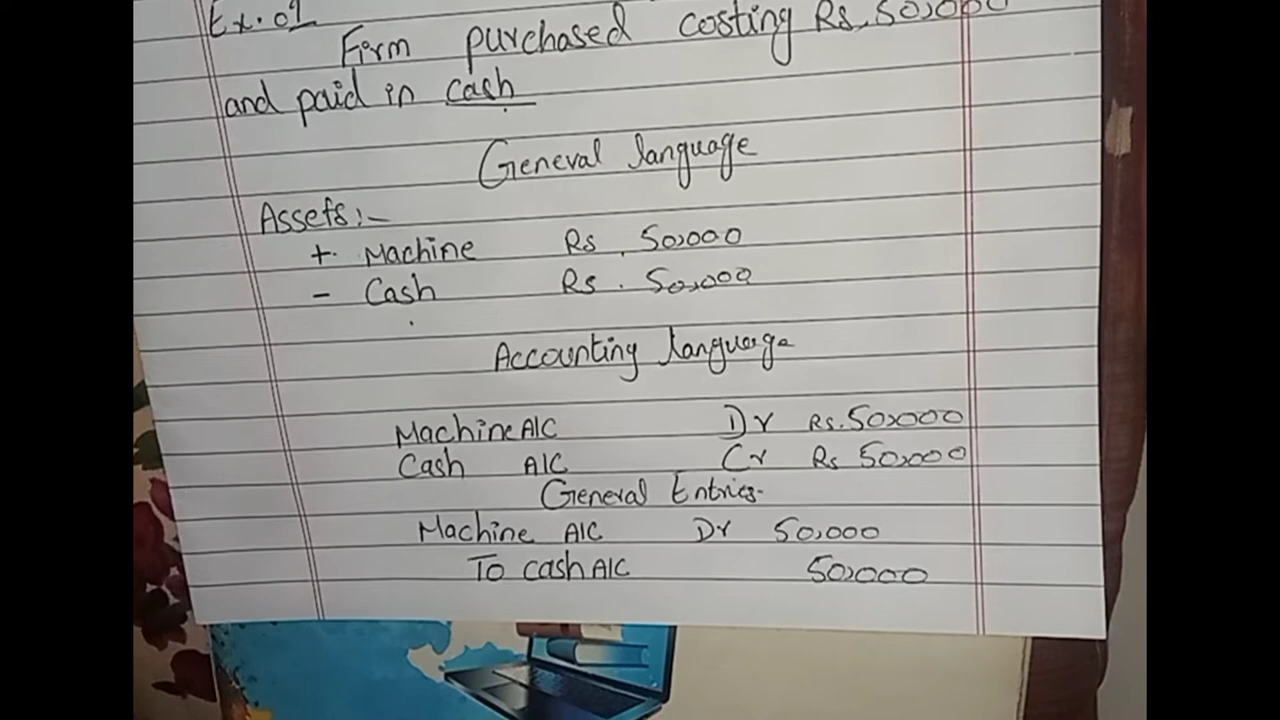 Ex.01
Firm purchased costing Rs.50,000
and paid in cash
General language
Assets:-
+ Machine Rs. 50,000
- Cash Rs. 50,000
Accounting language
Machine A/C Dr Rs.50,000
Cash A/C Cr Rs 50,000
General Entries.
Machine A/C Dr 50,000
To cash A/C 50,000